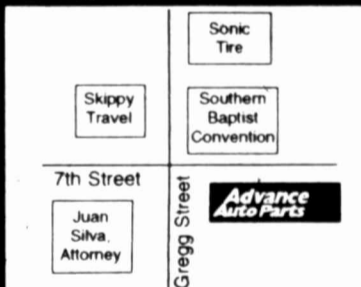 Sonic
Tire
Skippy
Travel
Southern
Baptist
Convention
7th Street
Gregg Street
Advance
Auto Parts
Juan
Silva,
Attorney